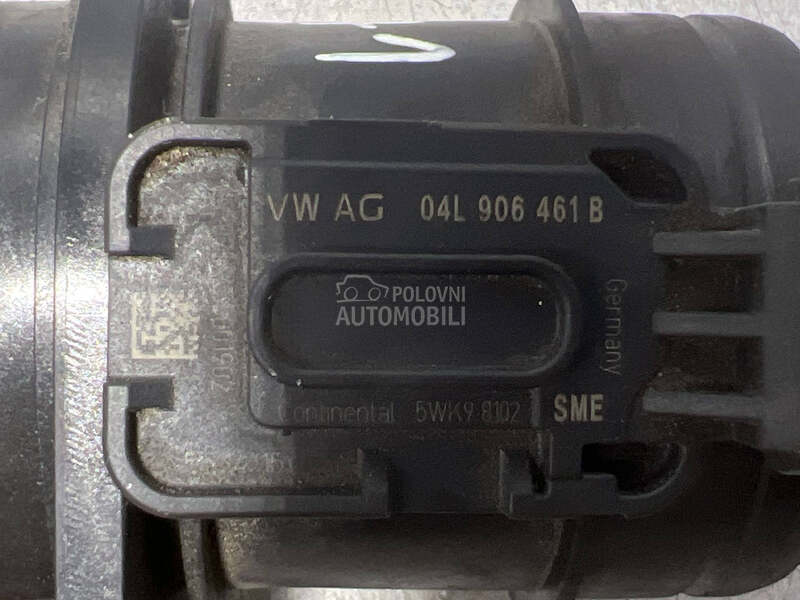 VW AG 04L 906 461 B
Germany
POLOVNI
AUTOMOBILI
Continental 5WK9 8102 SME